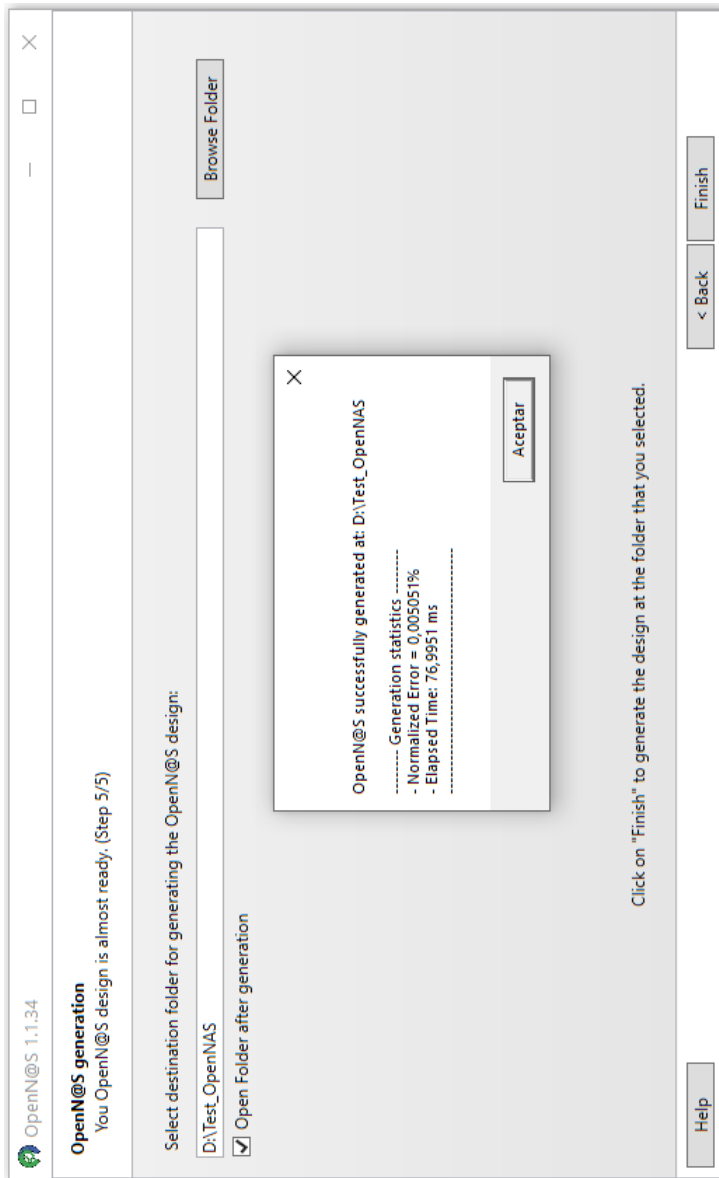 OpenN@S 1.1.34
OpenN@S generation
You OpenN@S design is almost ready. (Step 5/5)
Select destination folder for generating the OpenN@S design:
D:\Test_OpenNAS
Browse Folder
Open Folder after generation
OpenN@S successfully generated at: D:\Test_OpenNAS
-------- Generation statistics --------
- Normalized Error = 0,005051%
- Elapsed Time: 76,9951 ms
--------------------------------------------------
Aceptar
Click on "Finish" to generate the design at the folder that you selected.
Help
< Back
Finish